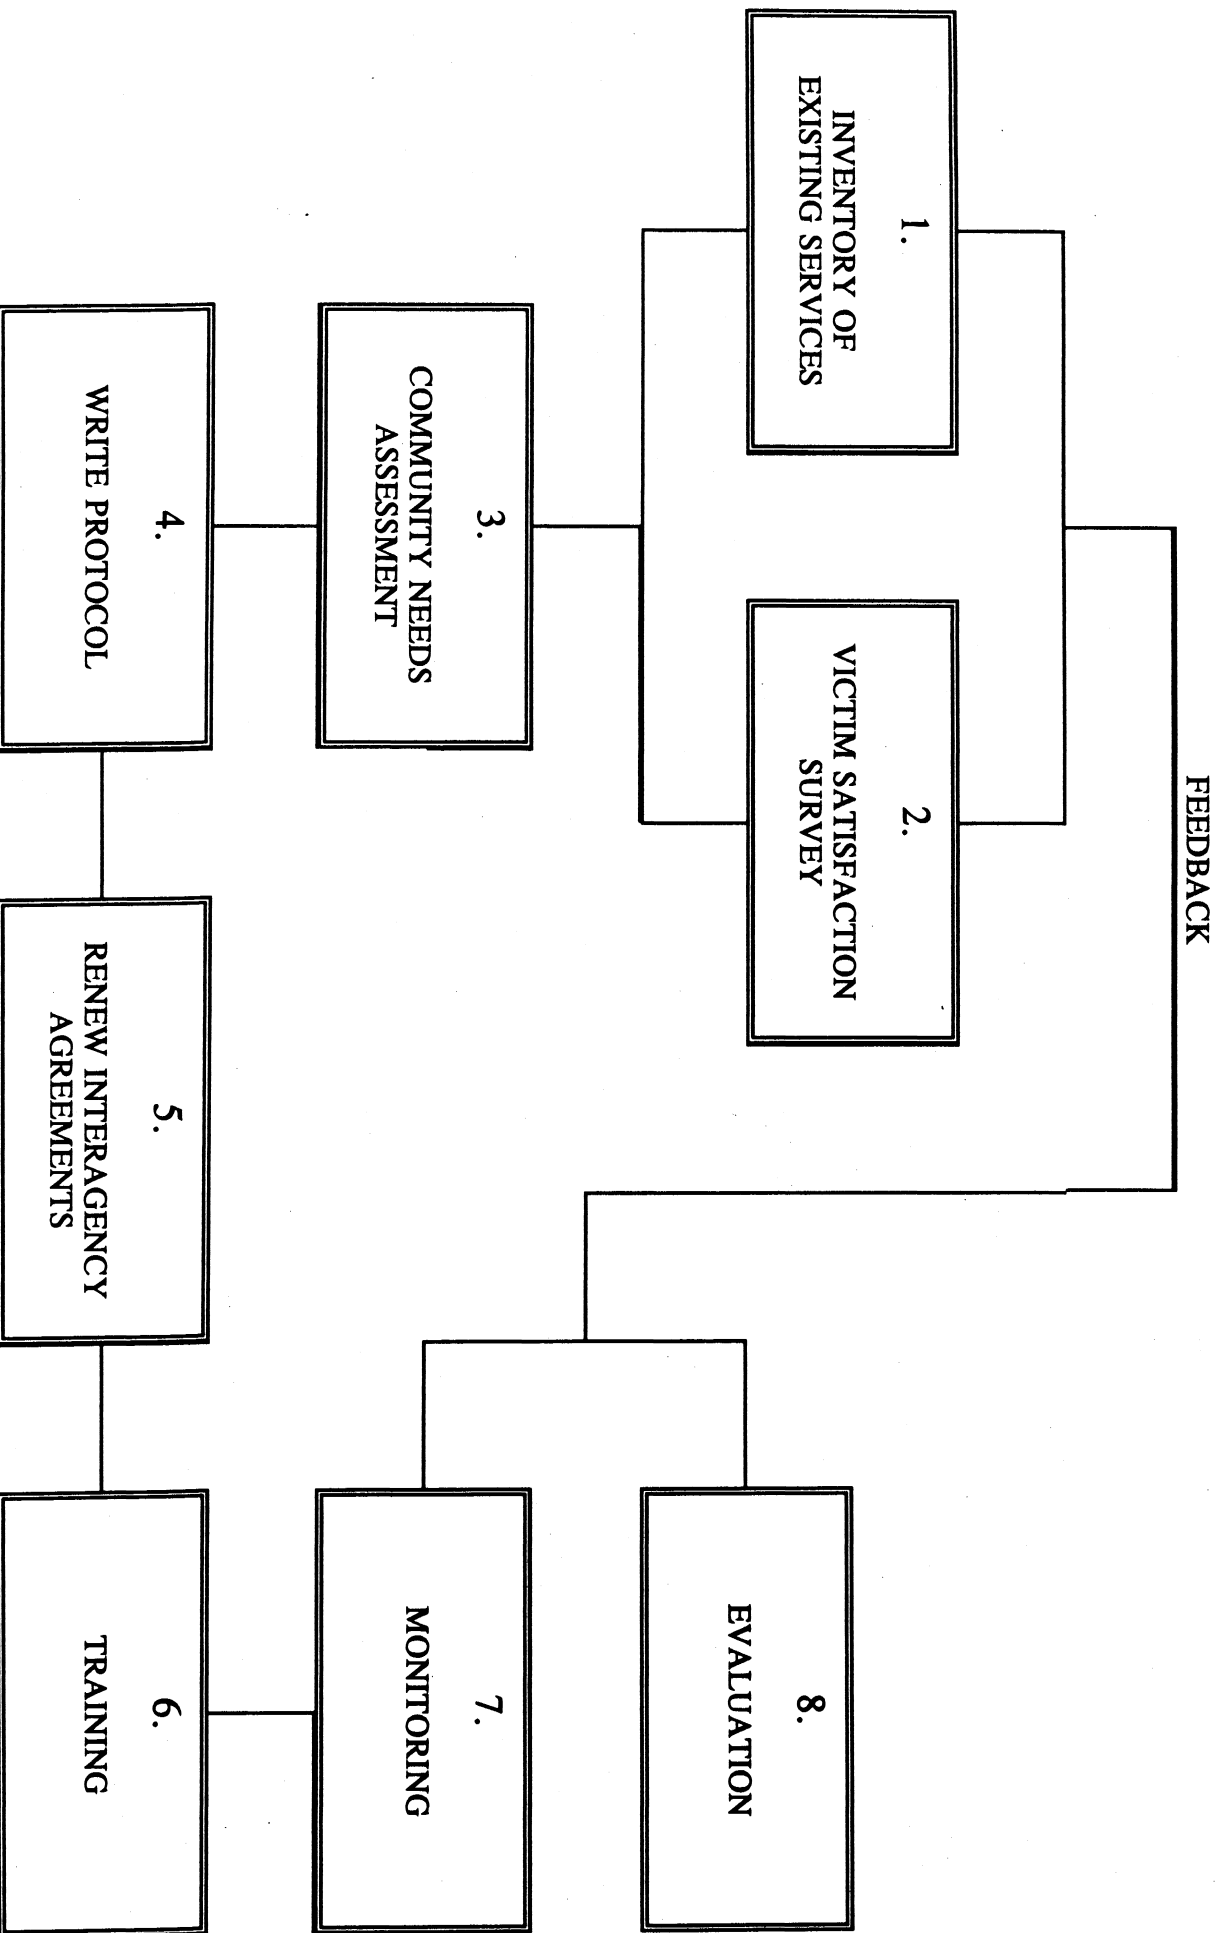 FEEDBACK
1.
INVENTORY OF
EXISTING SERVICES
2.
VICTIM SATISFACTION
SURVEY
3.
COMMUNITY NEEDS
ASSESSMENT
4.
WRITE PROTOCOL
5.
RENEW INTERAGENCY
AGREEMENTS
6.
TRAINING
7.
MONITORING
8.
EVALUATION